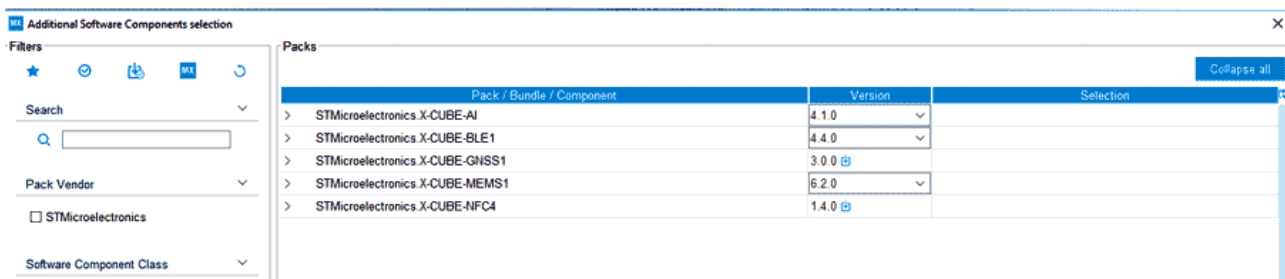 MX Additional Software Components selection
Filters
Packs
MX
Collapse all
Pack / Bundle / Component Version Selection
Search
STMicroelectronics.X-CUBE-AI 4.1.0
STMicroelectronics.X-CUBE-BLE1 4.4.0
STMicroelectronics.X-CUBE-GNSS1 3.0.0
Pack Vendor
STMicroelectronics.X-CUBE-MEMS1 6.2.0
STMicroelectronics.X-CUBE-NFC4 1.4.0
STMicroelectronics
Software Component Class